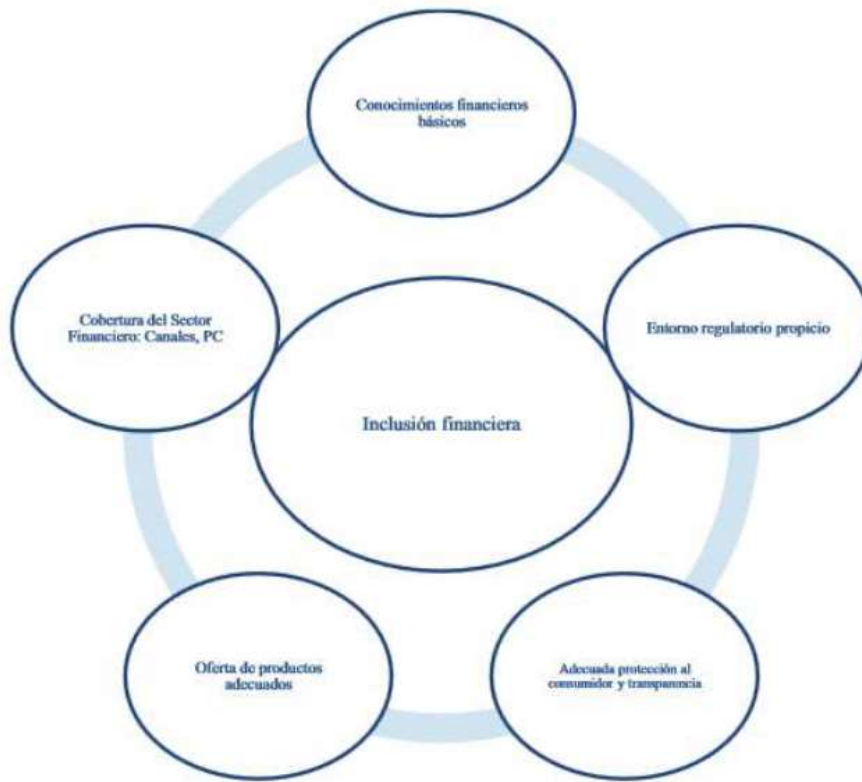 Conocimientos financieros
básicos
Cobertura del Sector
Financiero: Canales, PC
Entorno regulatorio propicio
Inclusión financiera
Oferta de productos
adecuados
Adecuada protección al
consumidor y transparencia